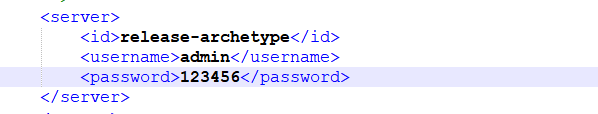 <server>
<id>release-archetype</id>
<username>admin</username>
<password>123456</password>
</server>